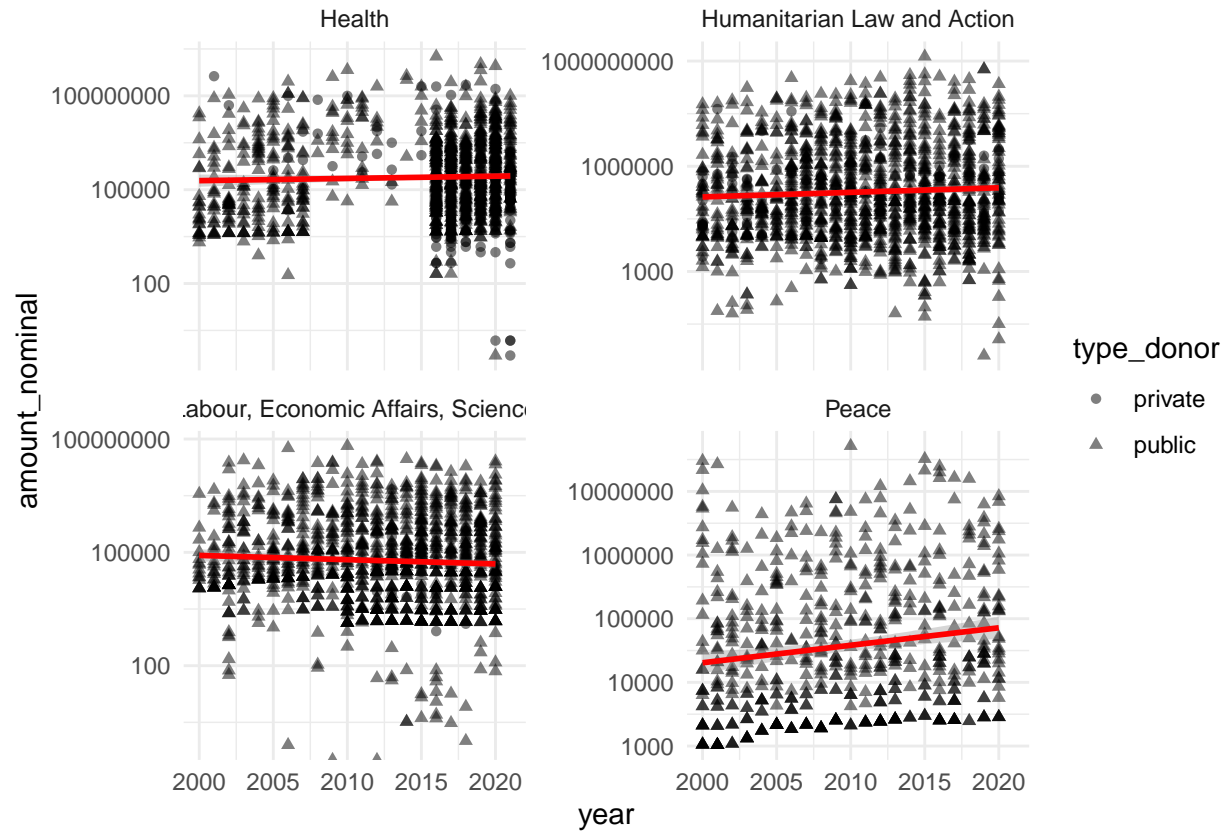 Health
Humanitarian Law and Action
100000000
100000
100
1000000000
1000000
1000
amount_nominal
abour, Economic Affairs, Scienc
Peace
100000000
100000
100
10000000
1000000
100000
10000
1000
2000 2005 2010 2015 2020
2000 2005 2010 2015 2020
year
type_donor
private
public